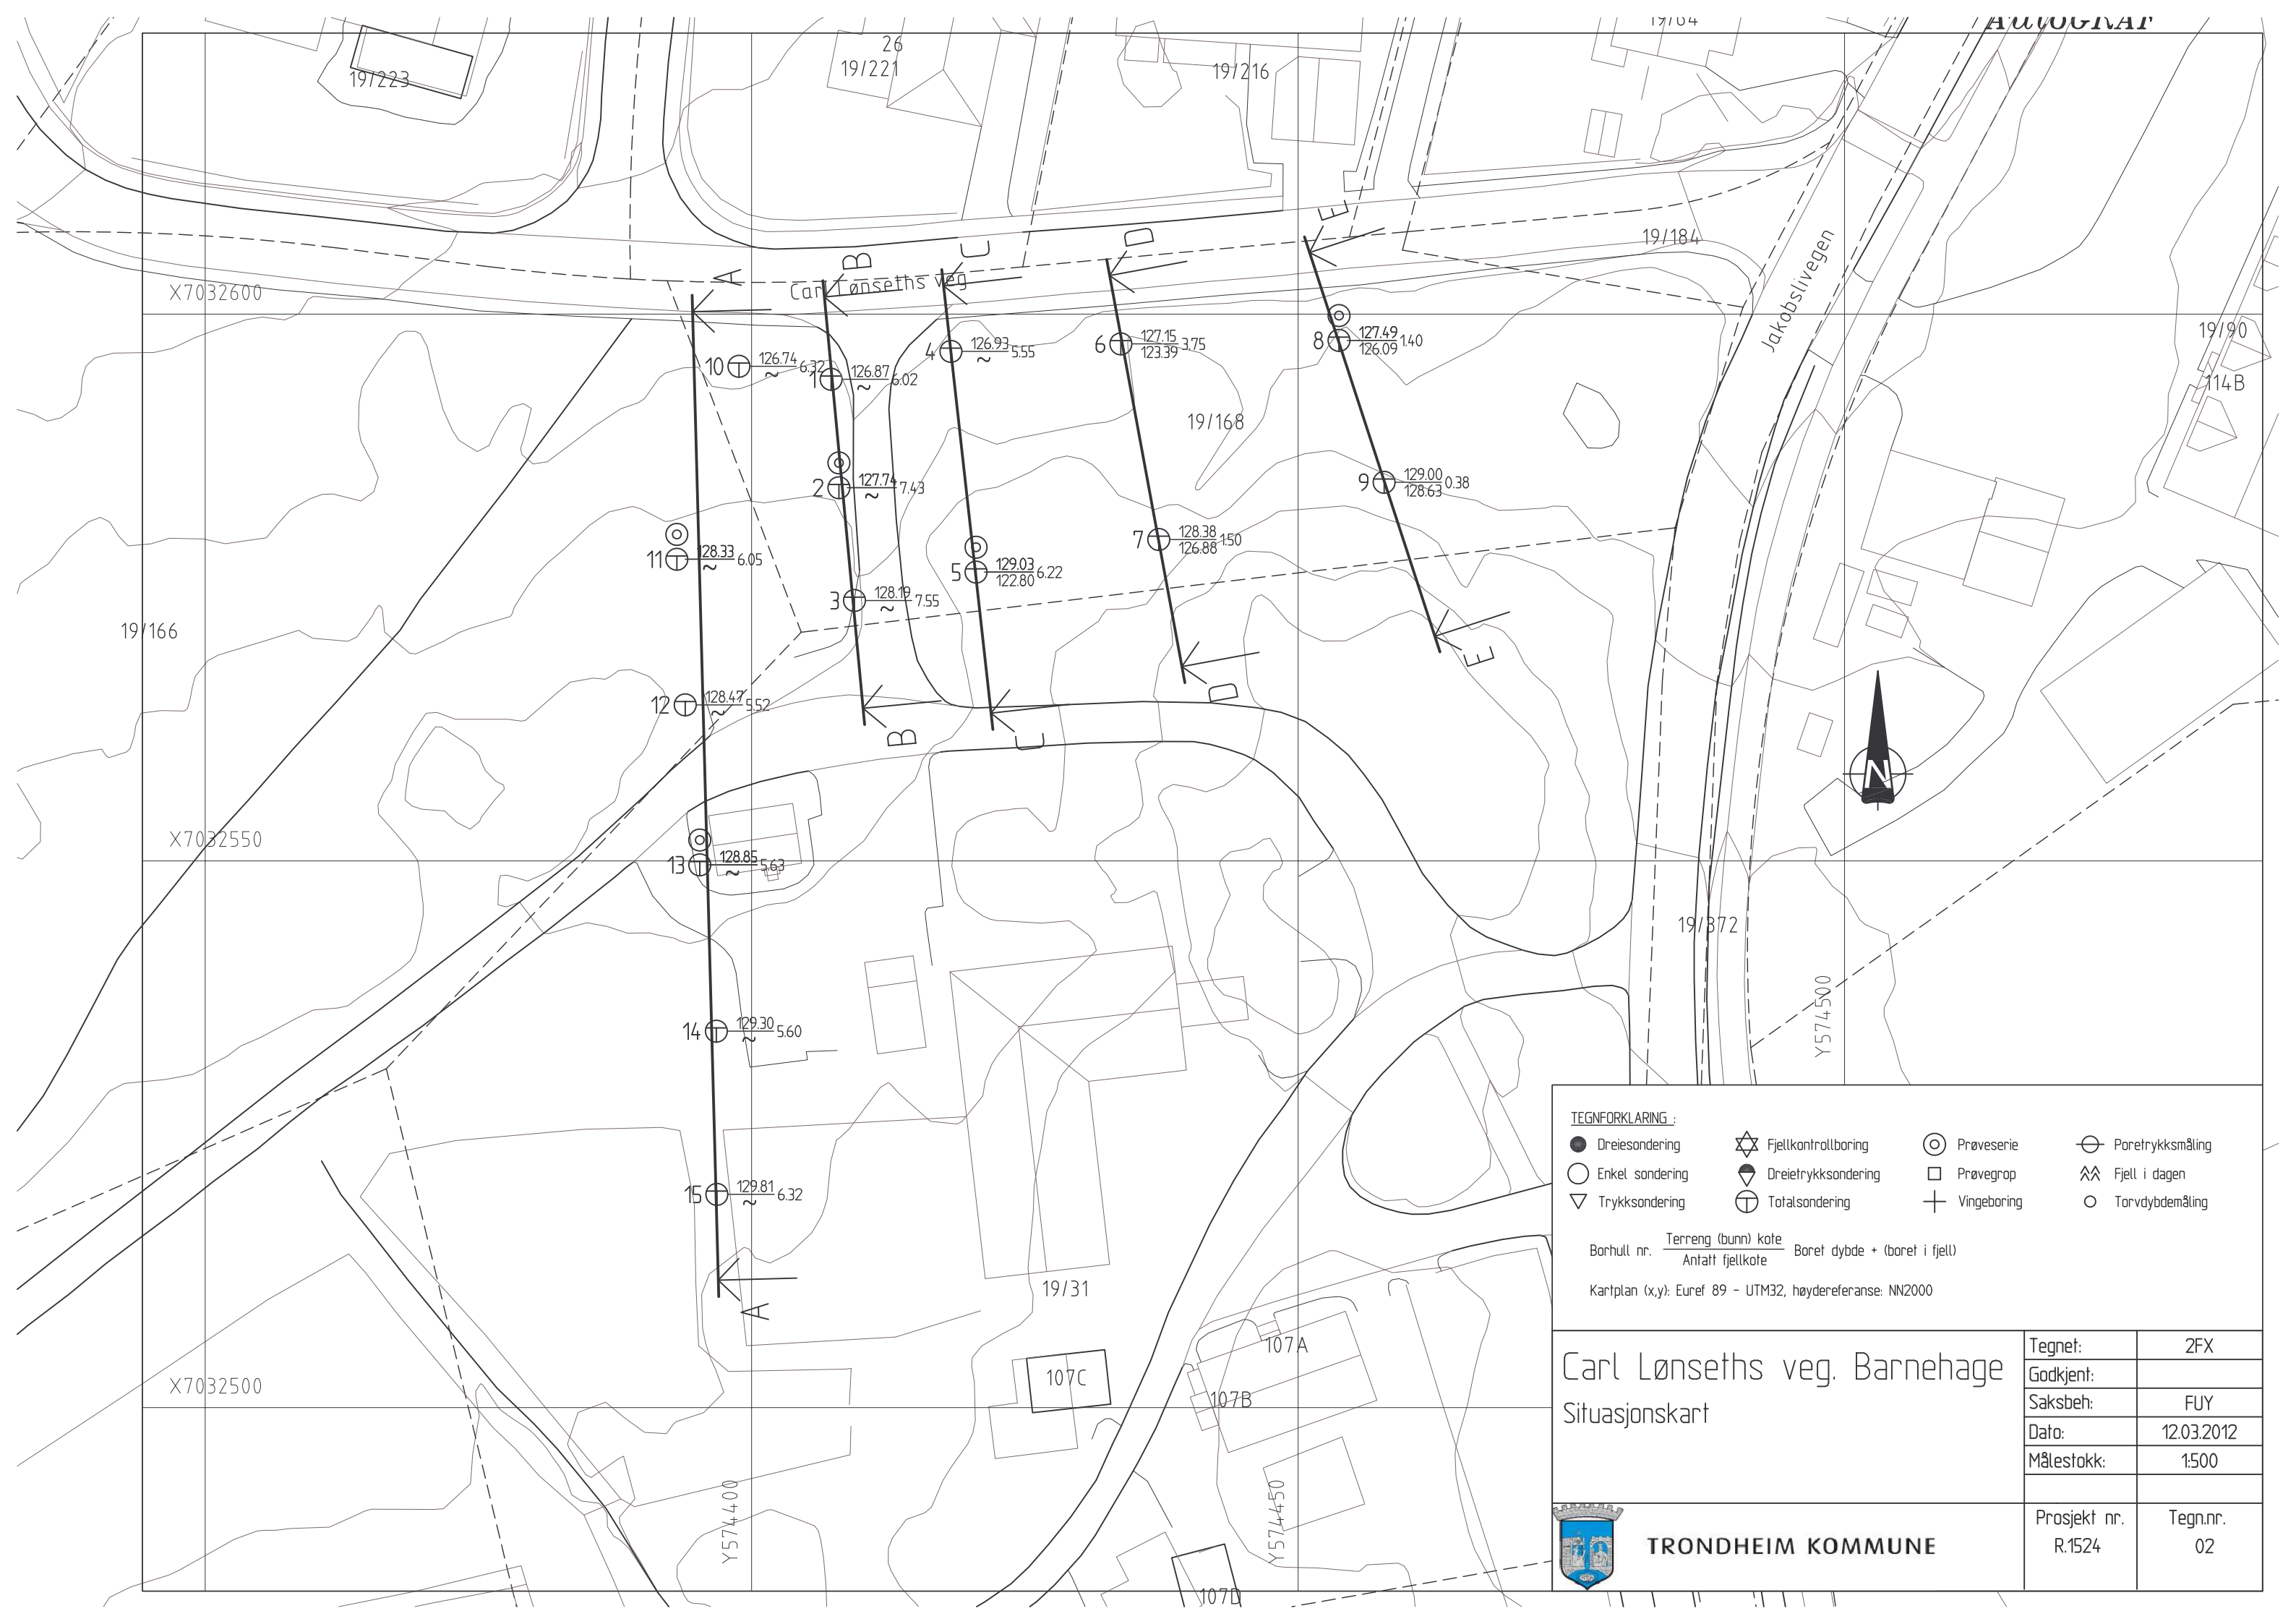 19/64
26
19/223
19/221
19/216
19/184
A
B
C
D
E
Carl Lønseths veg
Jakobslivegen
X7032600
19/90
114B
10 126.74 ~ 6.32
1 126.87 ~ 6.02
4 126.93 ~ 5.55
6 127.15 123.39 3.75
8 127.49 126.09 1.40
19/168
2 127.74 ~ 7.43
9 129.00 128.63 0.38
11 128.33 ~ 6.05
7 128.38 126.88 1.50
5 129.03 122.80 6.22
3 128.19 ~ 7.55
19/166
12 128.47 ~ 5.52
B
C
D
E
N
X7032550
13 128.85 ~ 5.63
19/372
Y574500
14 129.30 ~ 5.60
15 129.81 ~ 6.32
A
19/31
107A
107C
107B
X7032500
Y574400
Y574450
107D
TEGNFORKLARING :
Dreiesondering
Fjellkontrollboring
Prøveserie
Poretrykksmåling
Enkel sondering
Dreietrykksondering
Prøvegrop
Fjell i dagen
Trykksondering
Totalsondering
Vingeboring
Torvdybdemåling
Borhull nr. Terreng (bunn) kote Boret dybde + (boret i fjell)
Antatt fjellkote
Kartplan (x,y): Euref 89 - UTM32, høydereferanse: NN2000
Carl Lønseths veg. Barnehage
Situasjonskart
Tegnet: 2FX
Godkjent:
Saksbeh: FUY
Dato: 12.03.2012
Målestokk: 1:500
TRONDHEIM KOMMUNE
Prosjekt nr.
R.1524
Tegn.nr.
02